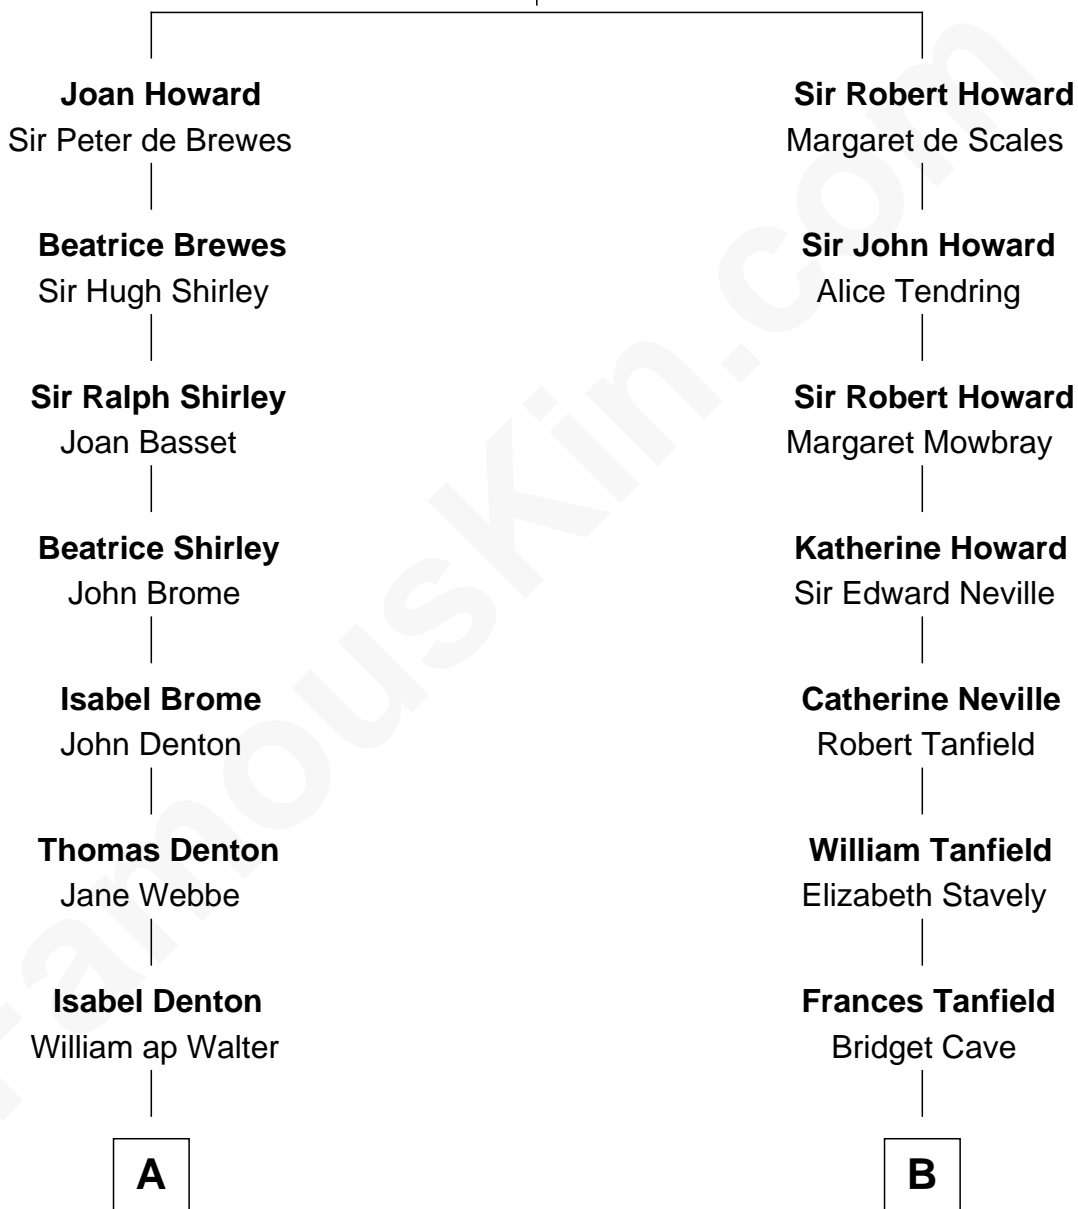 Joan Howard
Sir Peter de Brewes
Beatrice Brewes
Sir Hugh Shirley
Sir Ralph Shirley
Joan Basset
Beatrice Shirley
John Brome
Isabel Brome
John Denton
Thomas Denton
Jane Webbe
Isabel Denton
William ap Walter
A
Sir Robert Howard
Margaret de Scales
Sir John Howard
Alice Tendring
Sir Robert Howard
Margaret Mowbray
Katherine Howard
Sir Edward Neville
Catherine Neville
Robert Tanfield
William Tanfield
Elizabeth Stavely
Frances Tanfield
Bridget Cave
B
FamousKin.com